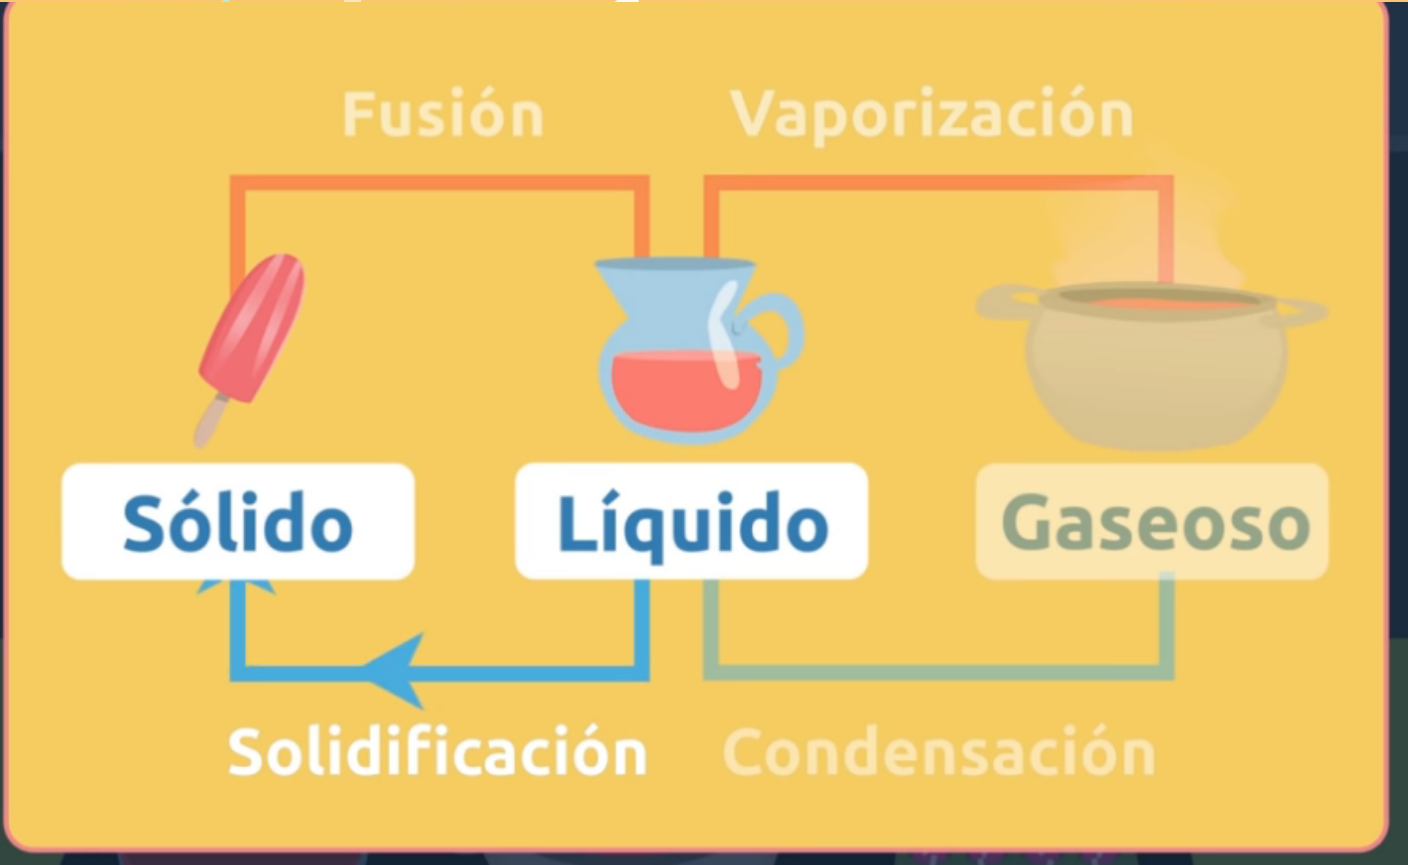 Fusión
Vaporización
Sólido
Líquido
Gaseoso
Solidificación
Condensación